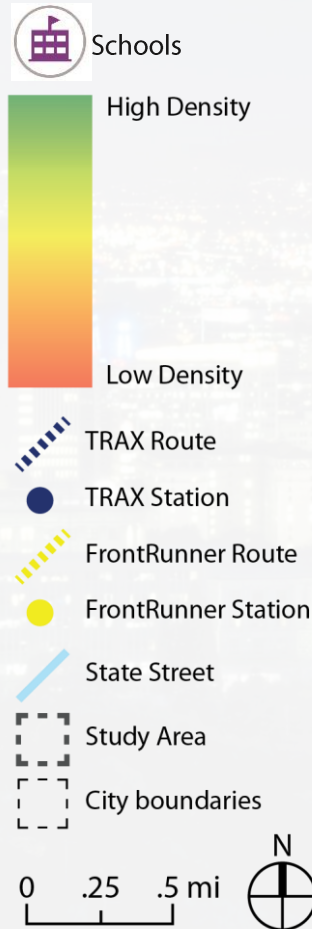 Schools
High Density
Low Density
TRAX Route
TRAX Station
FrontRunner Route
FrontRunner Station
State Street
Study Area
City boundaries
N
0 .25 .5 mi